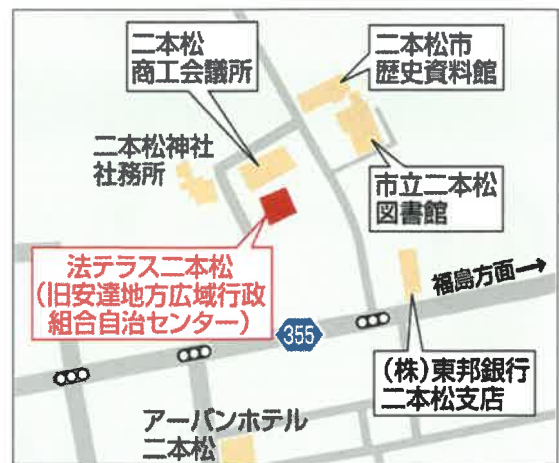 二本松
商工会議所
二本松市
歴史資料館
二本松神社
社務所
市立二本松
図書館
法テラス二本松
(旧安達地方広域行政
組合自治センター)
福島方面→
355
(株)東邦銀行
二本松支店
アーバンホテル
二本松